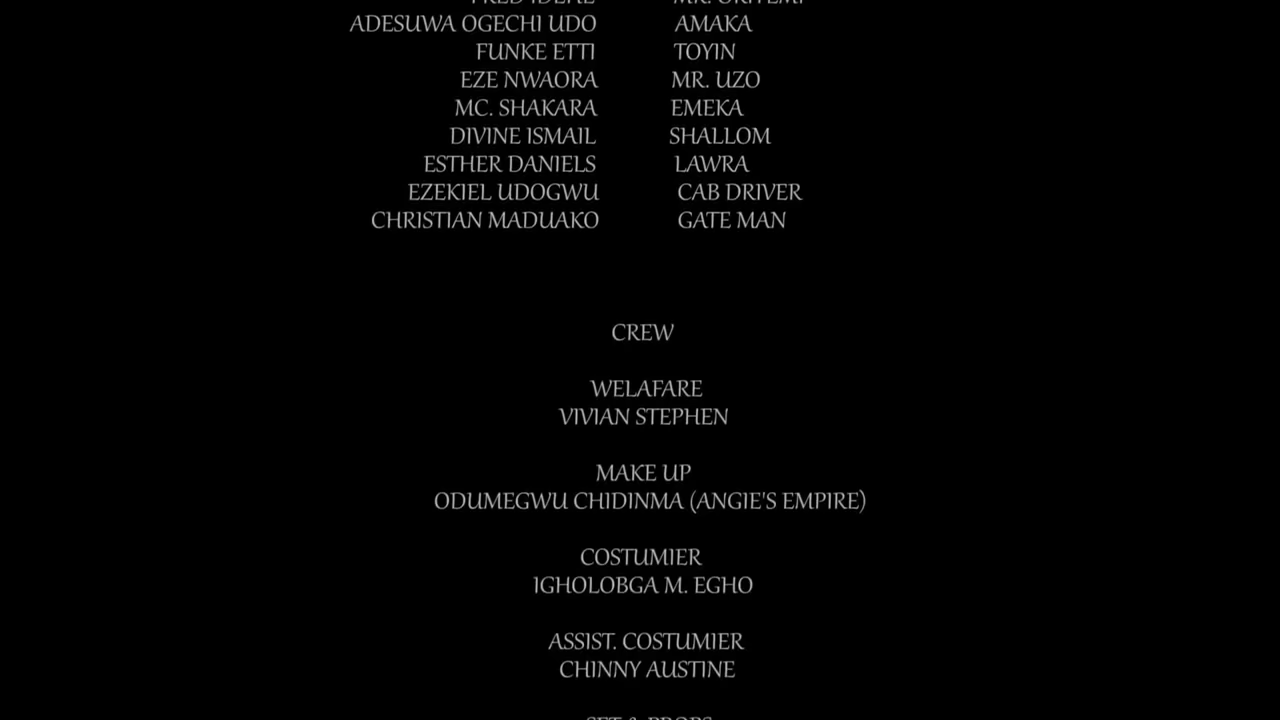 ADESUWA OGECHI UDO AMAKA
FUNKE ETTI TOYIN
EZE NWAORA MR. UZO
MC. SHAKARA EMEKA
DIVINE ISMAIL SHALLOM
ESTHER DANIELS LAWRA
EZEKIEL UDOGWU CAB DRIVER
CHRISTIAN MADUAKO GATE MAN
CREW
WELAFARE
VIVIAN STEPHEN
MAKE UP
ODUMEGWU CHIDINMA (ANGIE'S EMPIRE)
COSTUMIER
IGHOLOBGA M. EGHO
ASSIST. COSTUMIER
CHINNY AUSTINE